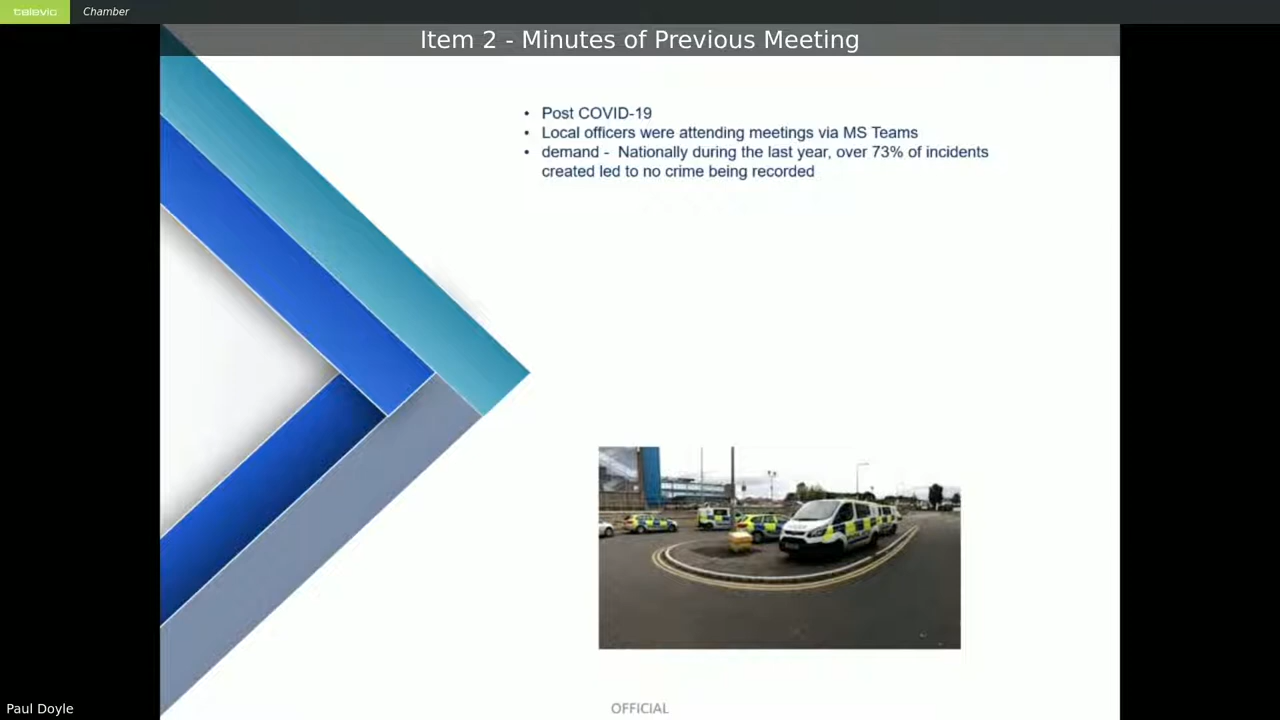 televic Chamber
Item 2 - Minutes of Previous Meeting
• Post COVID-19
• Local officers were attending meetings via MS Teams
• demand - Nationally during the last year, over 73% of incidents
created led to no crime being recorded
Paul Doyle
OFFICIAL